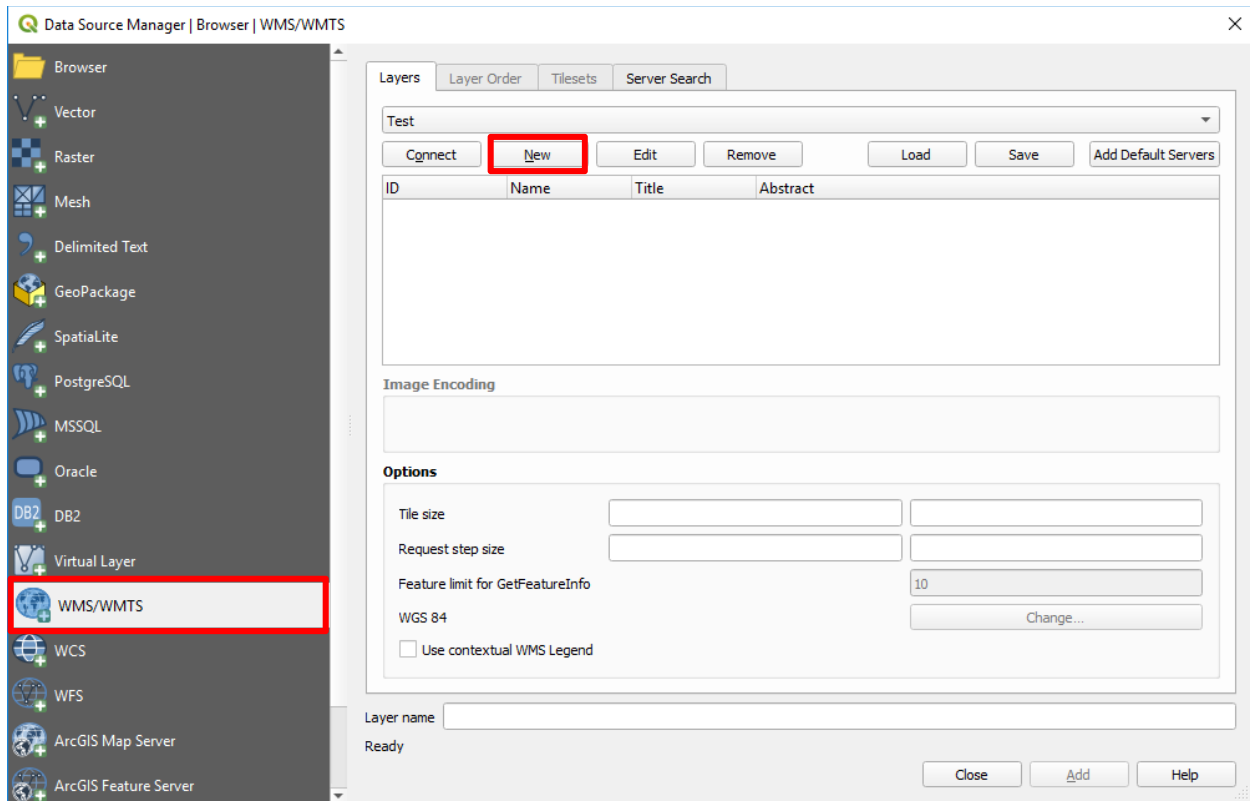 Data Source Manager | Browser | WMS/WMTS
Browser
Vector
Raster
Mesh
Delimited Text
GeoPackage
SpatiaLite
PostgreSQL
MSSQL
Oracle
DB2 DB2
Virtual Layer
WMS/WMTS
WCS
WFS
ArcGIS Map Server
ArcGIS Feature Server
Layers Layer Order Tilesets Server Search
Test
Connect New Edit Remove Load Save Add Default Servers
ID Name Title Abstract
Image Encoding
Options
Tile size
Request step size
Feature limit for GetFeatureInfo 10
WGS 84 Change...
Use contextual WMS Legend
Layer name
Ready
Close Add Help